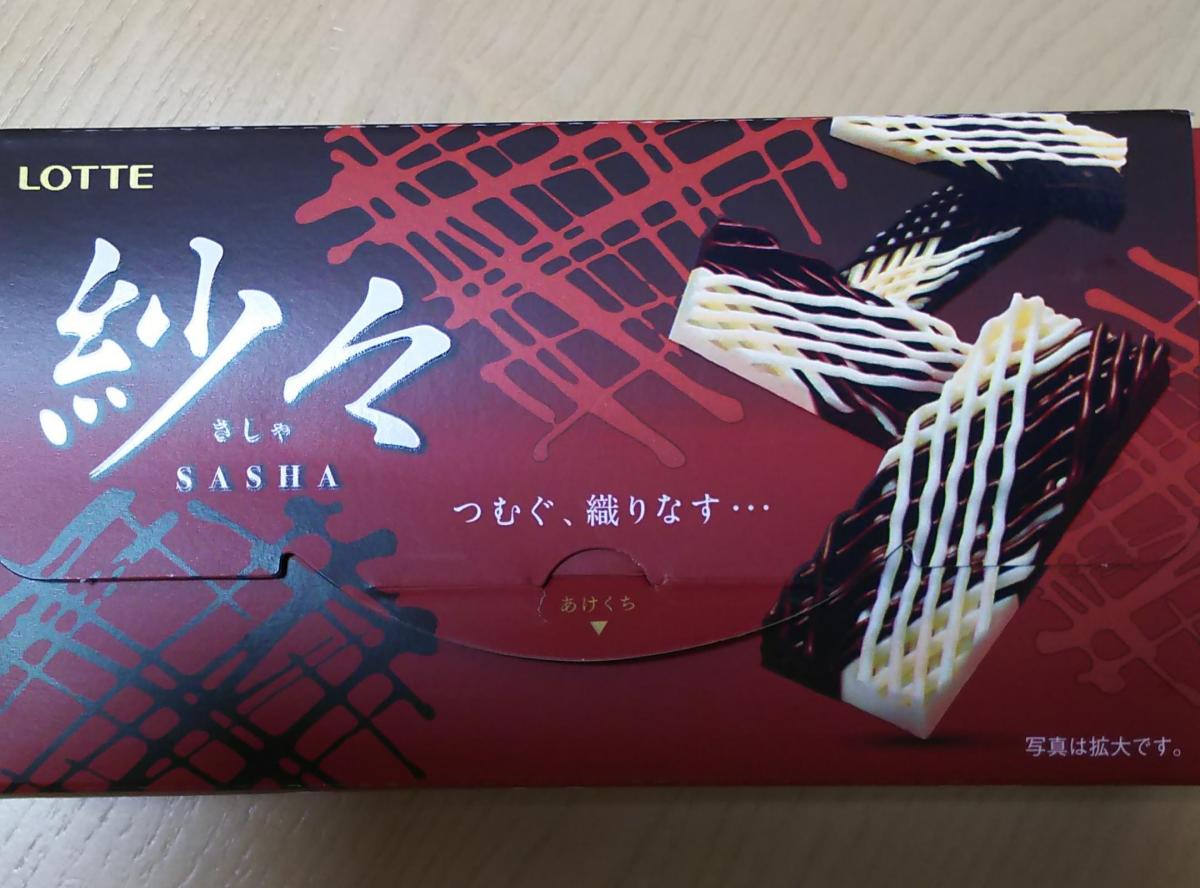 LOTTE
紗々
さしゃ
SASHA
つむぐ、織りなす…
あけくち
写真は拡大です。